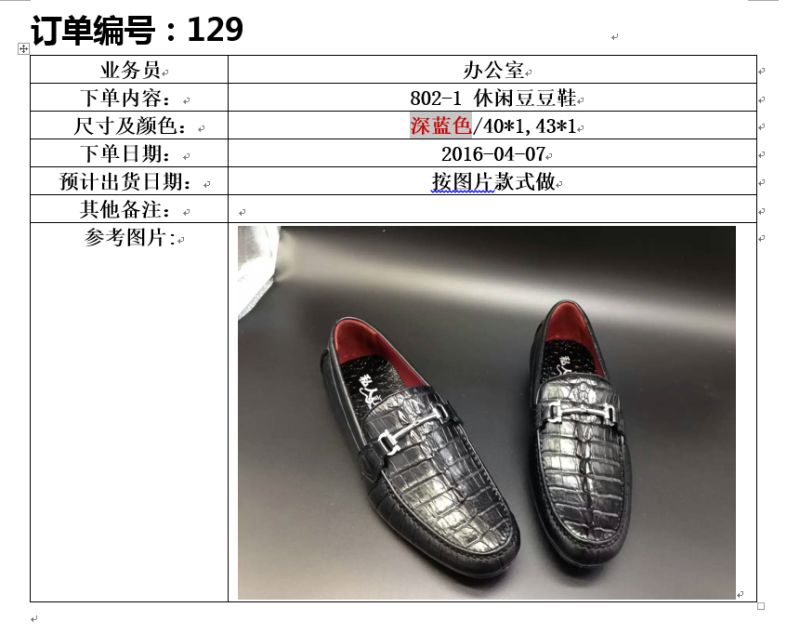 订单编号：129
业务员 办公室
下单内容： 802-1 休闲豆豆鞋
尺寸及颜色： 深蓝色/40*1,43*1
下单日期： 2016-04-07
预计出货日期： 按图片款式做
其他备注：
参考图片:
私人